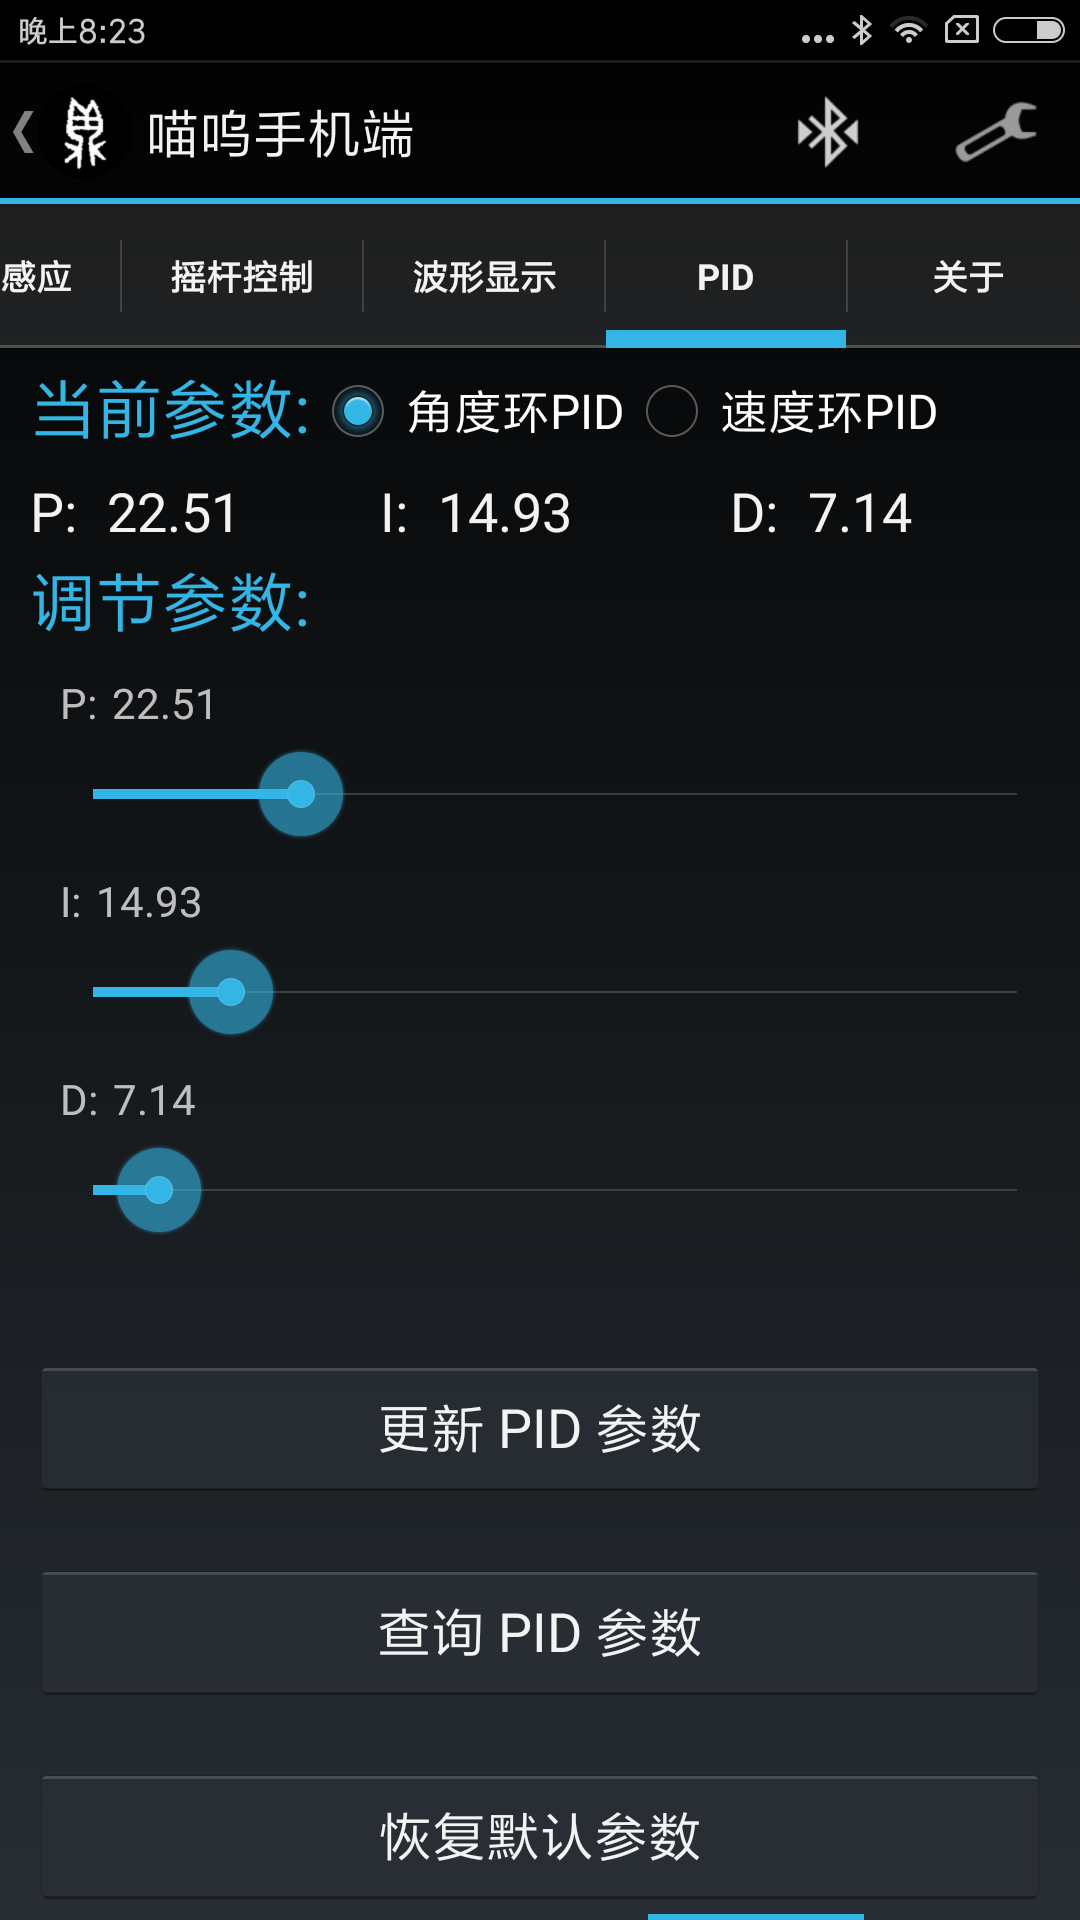 晚上8:23
喵呜手机端
感应 摇杆控制 波形显示 PID 关于
当前参数: 角度环PID 速度环PID
P: 22.51 I: 14.93 D: 7.14
调节参数:
P: 22.51
I: 14.93
D: 7.14
更新 PID 参数
查询 PID 参数
恢复默认参数